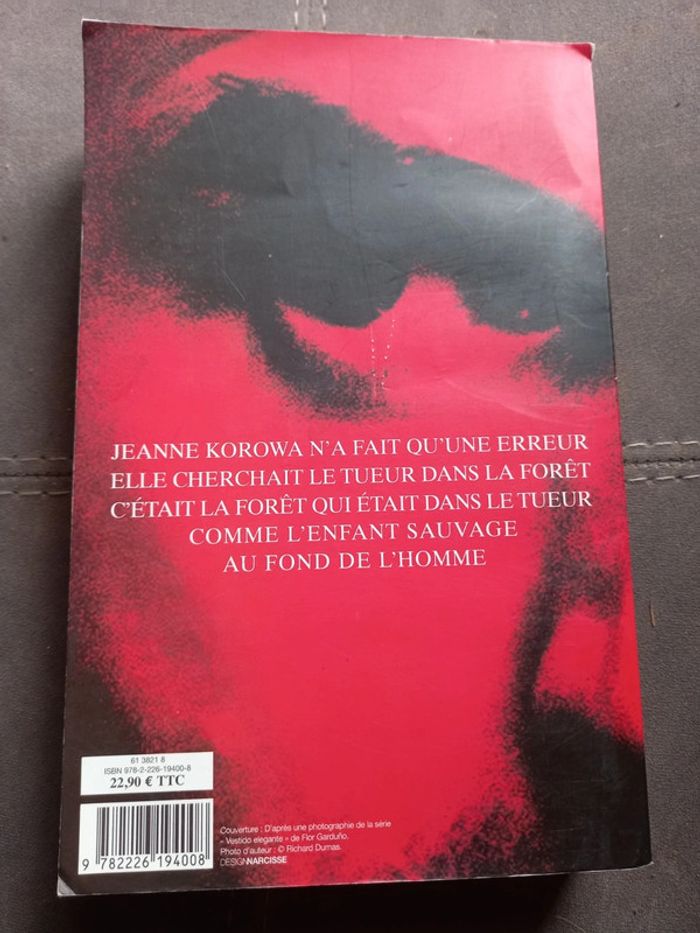 JEANNE KOROWA N'A FAIT QU'UNE ERREUR
ELLE CHERCHAIT LE TUEUR DANS LA FORÊT
C'ÉTAIT LA FORÊT QUI ÉTAIT DANS LE TUEUR
COMME L'ENFANT SAUVAGE
AU FOND DE L'HOMME
61 3821 8
ISBN 978-2-226-19400-8
22,90 € TTC
9 782226 194008
Couverture : D'après une photographie de la série
« Vestido elegante » de Flor Garduño.
Photo d'auteur : © Richard Dumas.
DESIGNNARCISSE